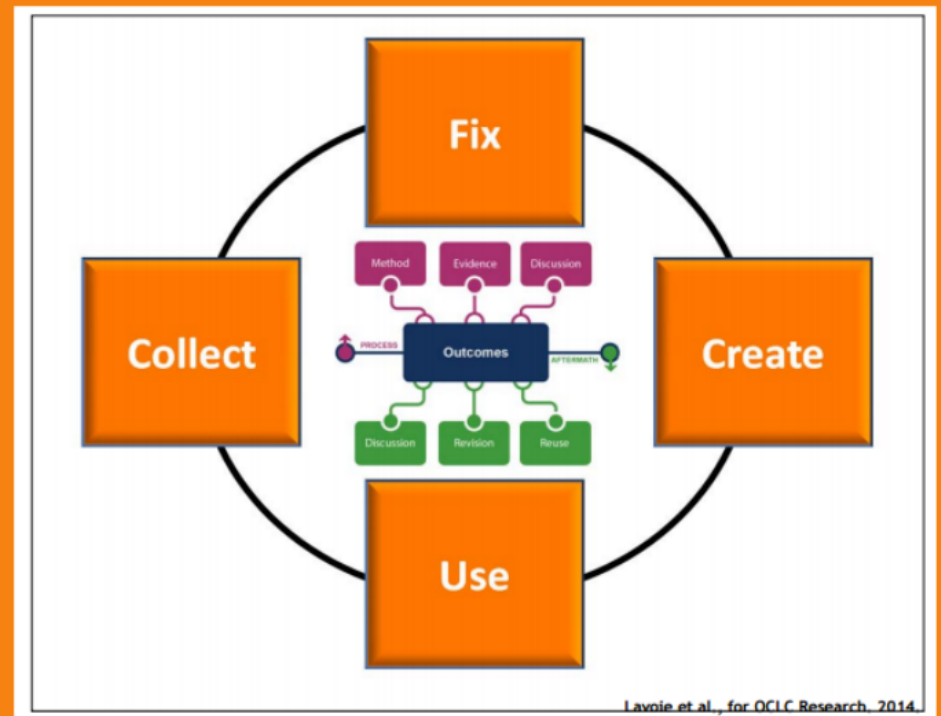 Fix
Method
Evidence
Discussion
Collect
PROCESS
Outcomes
AFTERMATH
Create
Discussion
Revision
Reuse
Use
Lavoie et al., for OCLC Research. 2014.